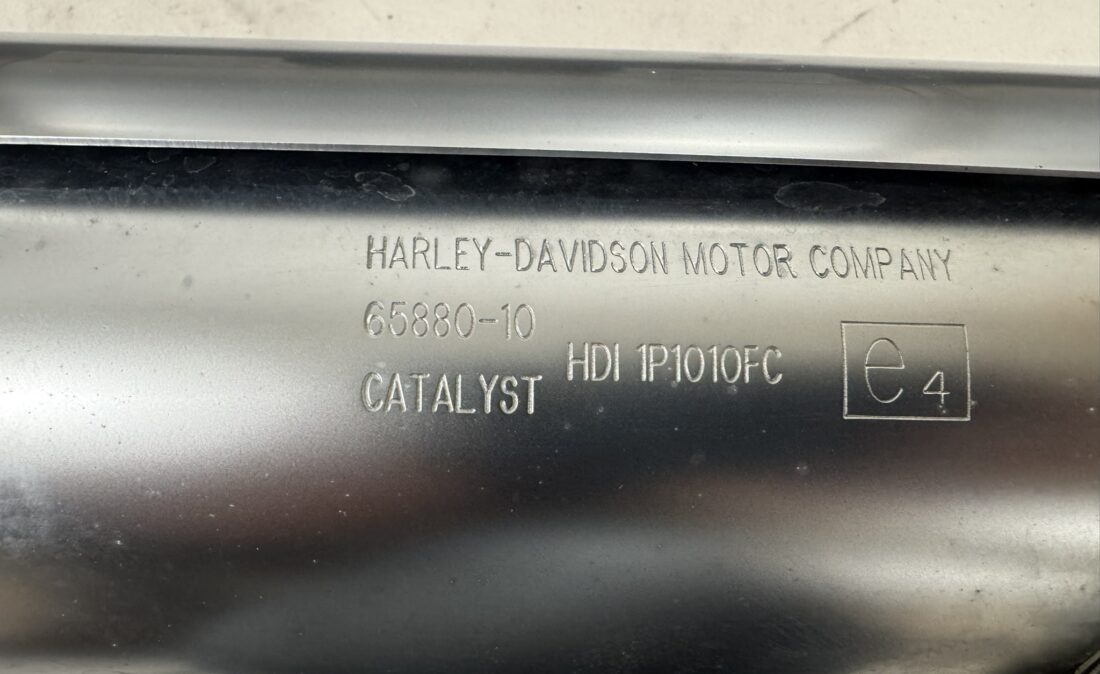 HARLEY-DAVIDSON MOTOR COMPANY
65880-10
HDI 1P1010FC
CATALYST
e4